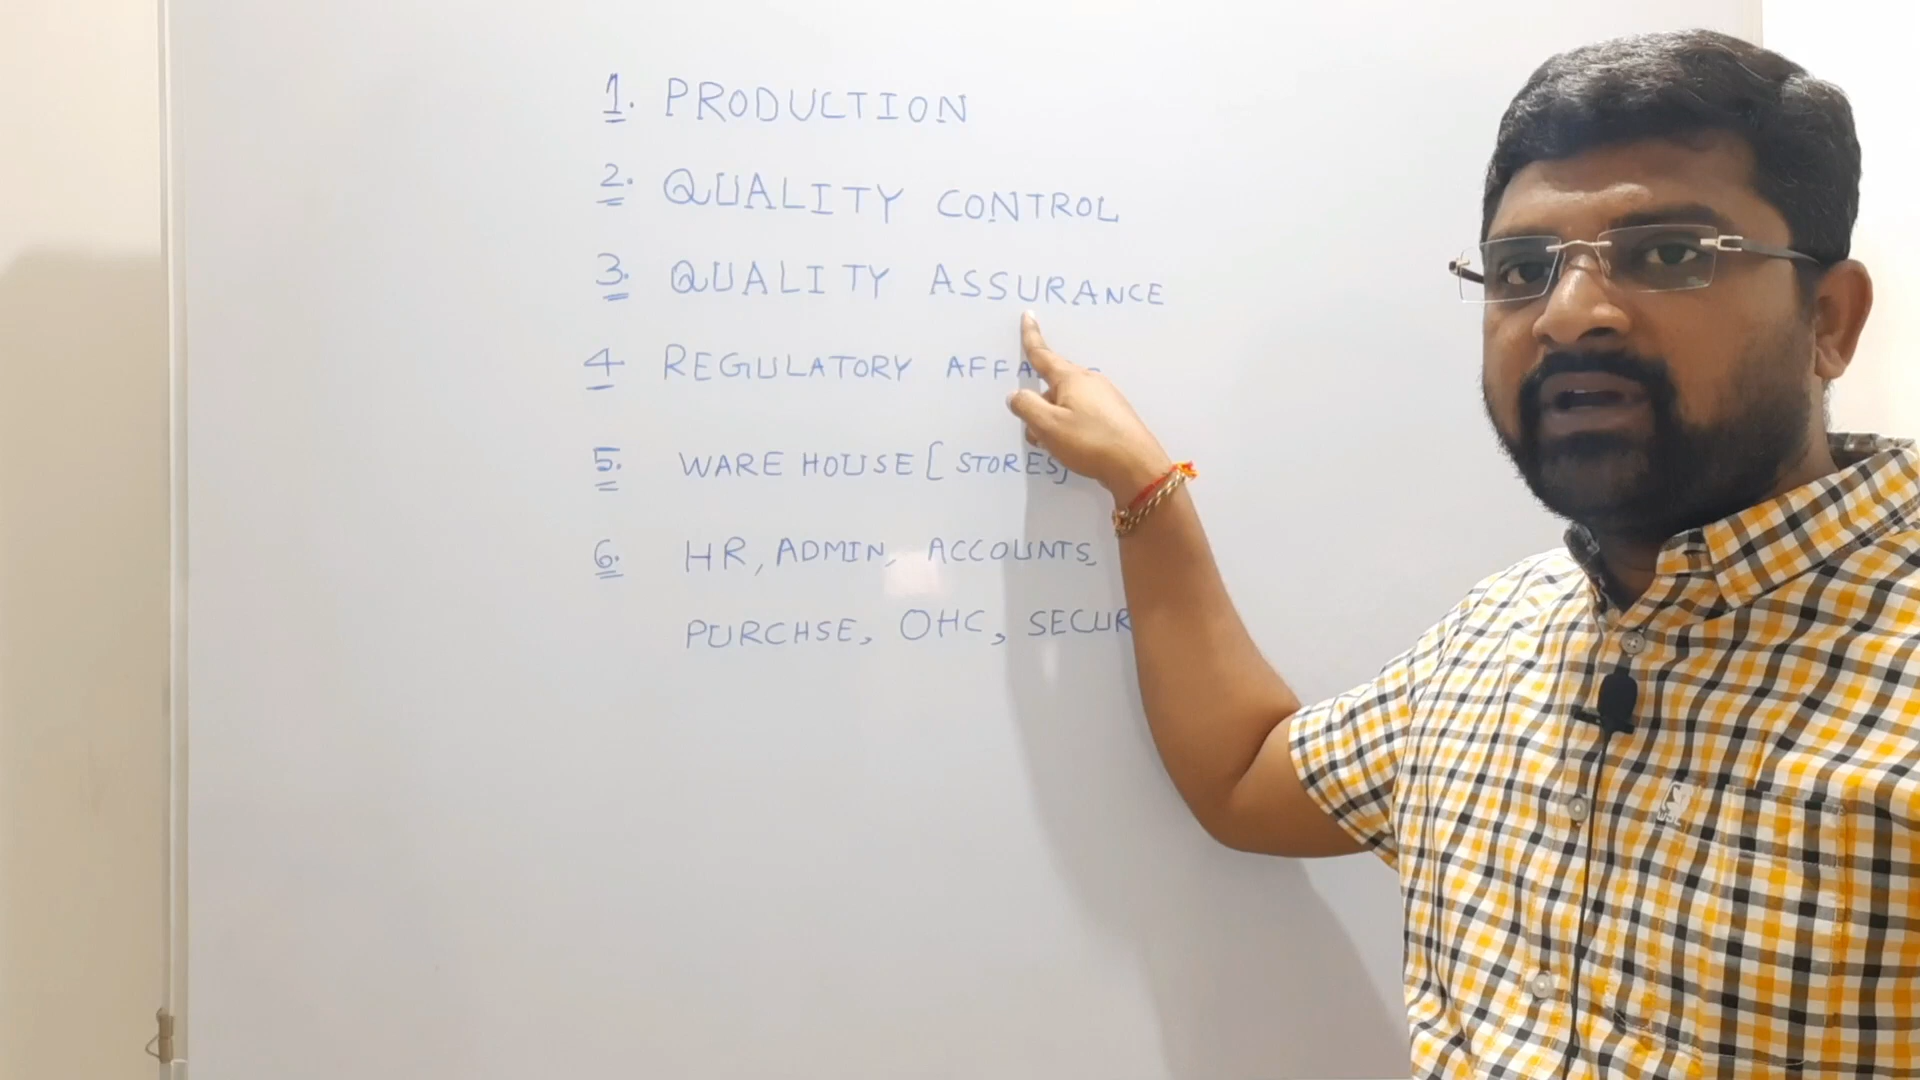 1. PRODUCTION
2. QUALITY CONTROL
3. QUALITY ASSURANCE
4 REGULATORY
5. WARE HOUSE [STORES]
6. HR, ADMIN, ACCOUNTS,
PURCHSE, OHC,